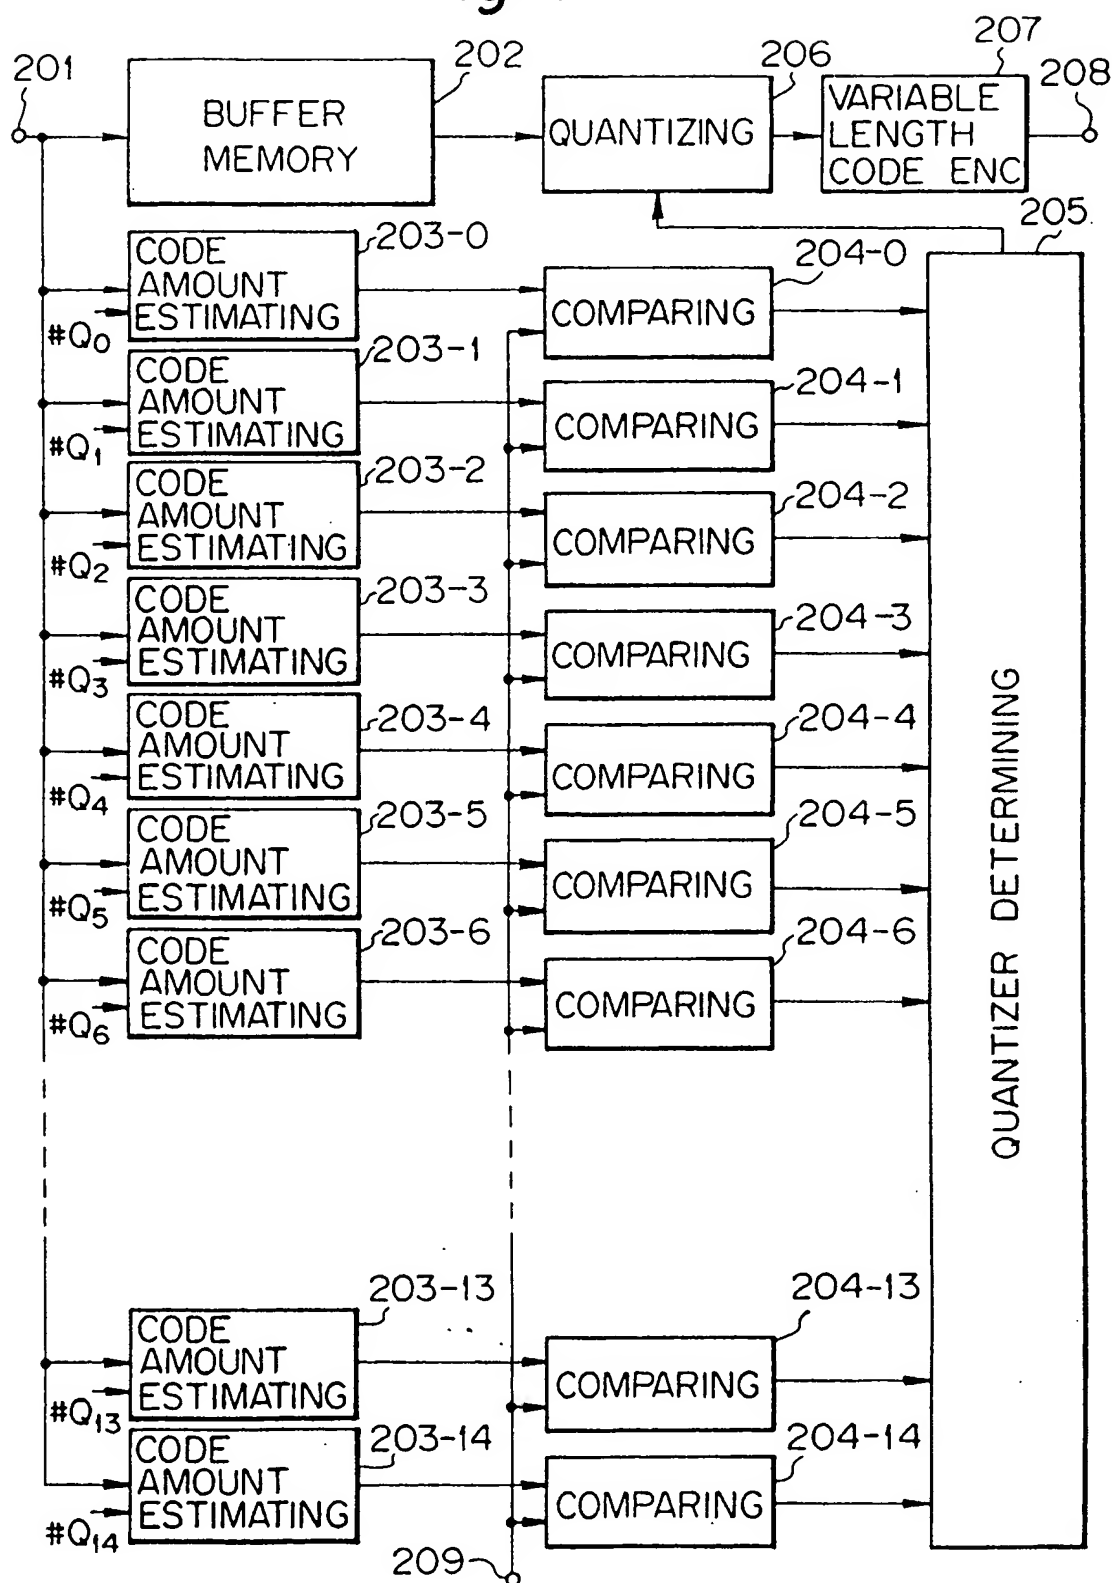 201
202
206
207
208
BUFFER
MEMORY
QUANTIZING
VARIABLE
LENGTH
CODE ENC
205
203-0
CODE
AMOUNT
ESTIMATING
#Q0
204-0
COMPARING
203-1
CODE
AMOUNT
ESTIMATING
#Q1
204-1
COMPARING
203-2
CODE
AMOUNT
ESTIMATING
#Q2
204-2
COMPARING
203-3
CODE
AMOUNT
ESTIMATING
#Q3
204-3
COMPARING
203-4
CODE
AMOUNT
ESTIMATING
#Q4
204-4
COMPARING
203-5
CODE
AMOUNT
ESTIMATING
#Q5
204-5
COMPARING
203-6
CODE
AMOUNT
ESTIMATING
#Q6
204-6
COMPARING
QUANTIZER DETERMINING
203-13
CODE
AMOUNT
ESTIMATING
#Q13
204-13
COMPARING
203-14
CODE
AMOUNT
ESTIMATING
#Q14
204-14
COMPARING
209